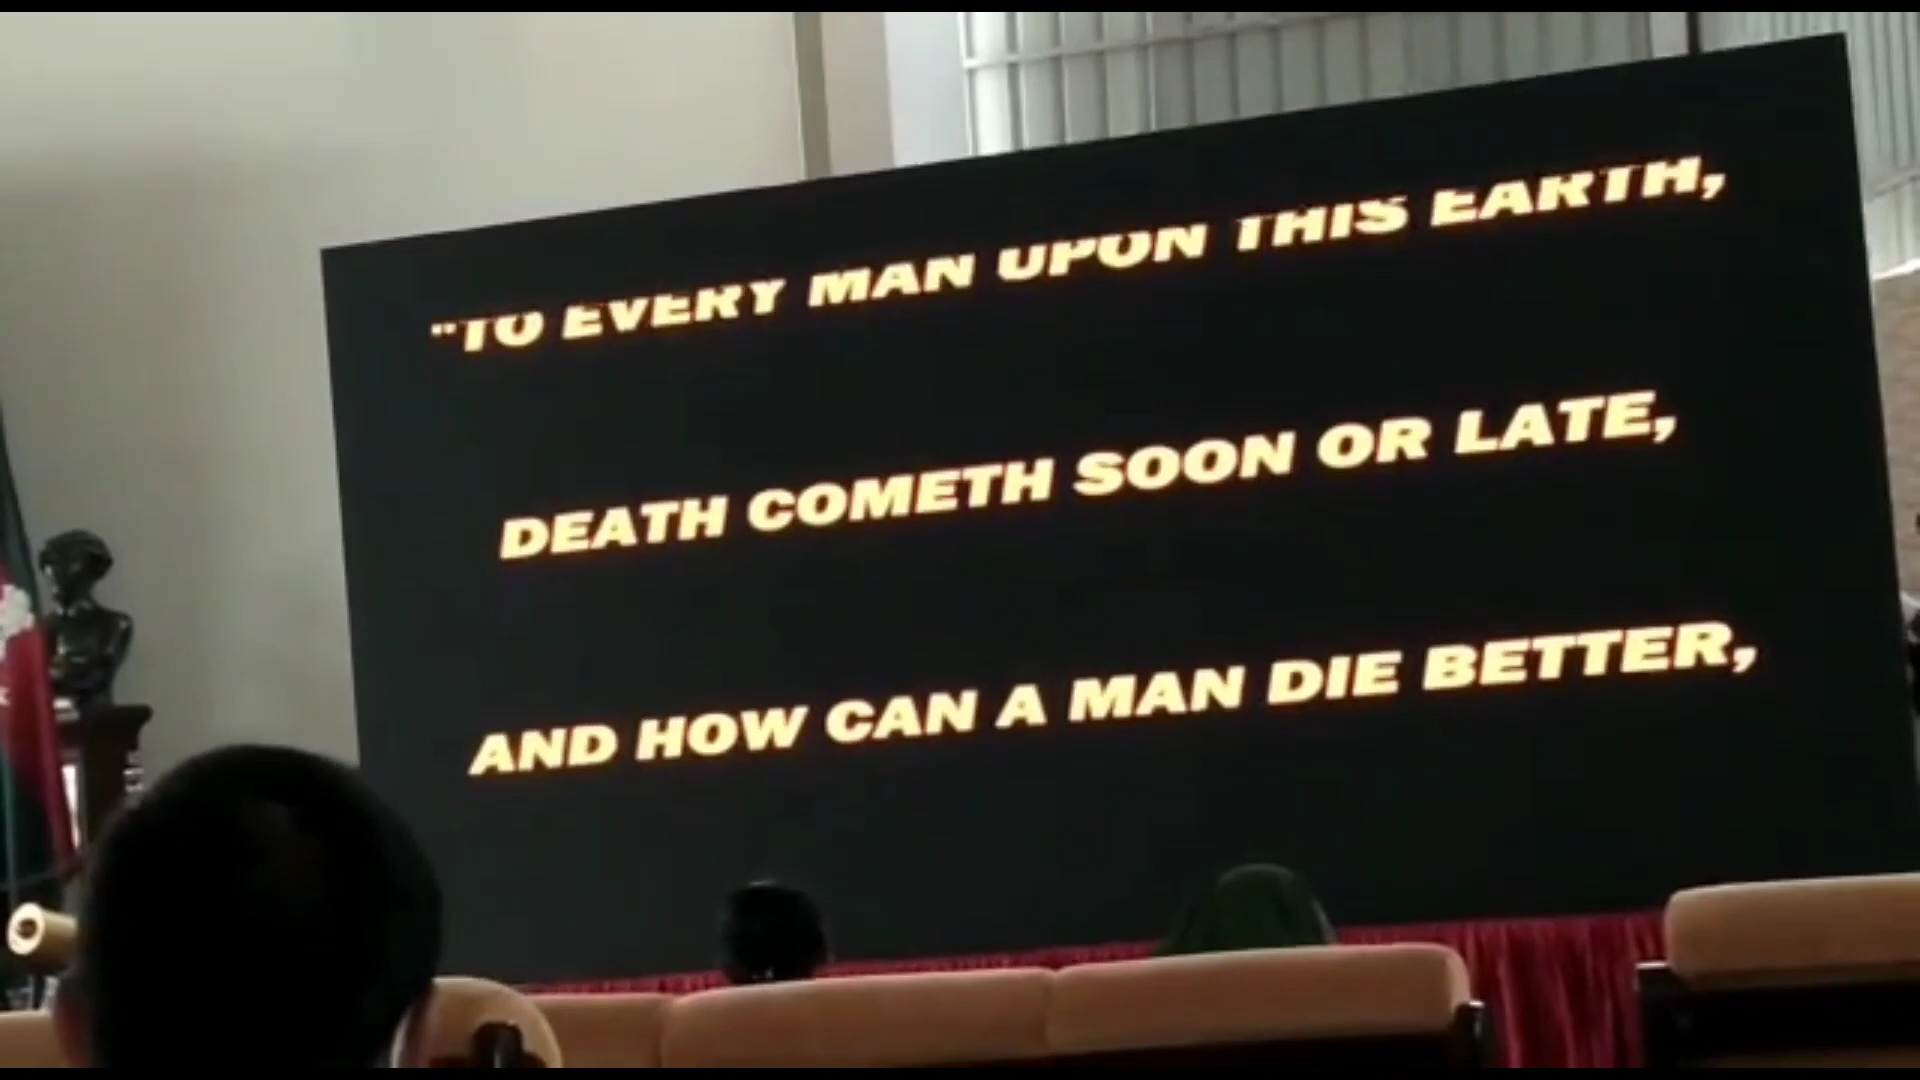 "TO EVERY MAN UPON THIS EARTH,
DEATH COMETH SOON OR LATE,
AND HOW CAN A MAN DIE BETTER,